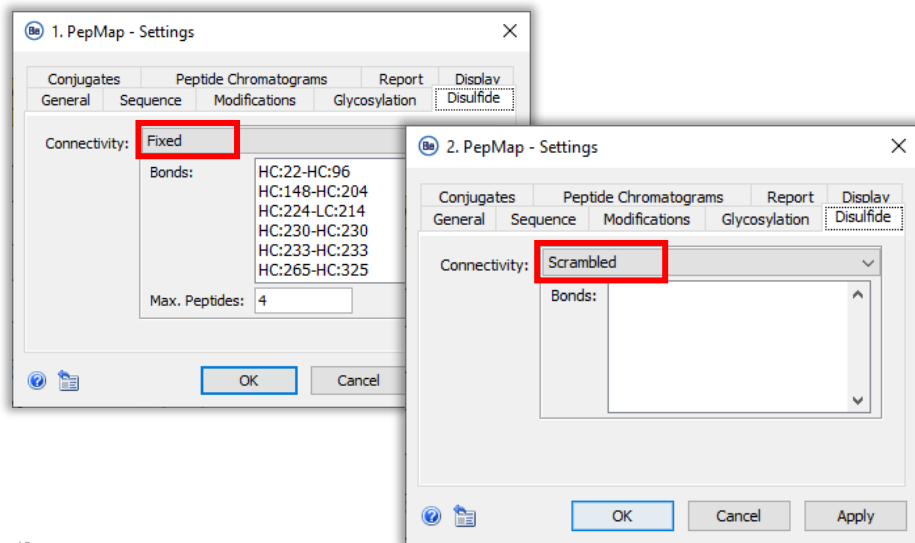 Be 1. PepMap - Settings
Conjugates Peptide Chromatograms Report Display
General Sequence Modifications Glycosylation Disulfide
Connectivity: Fixed
Bonds: HC:22-HC:96
HC:148-HC:204
HC:224-LC:214
HC:230-HC:230
HC:233-HC:233
HC:265-HC:325
Max. Peptides: 4
OK Cancel
Be 2. PepMap - Settings
Conjugates Peptide Chromatograms Report Display
General Sequence Modifications Glycosylation Disulfide
Connectivity: Scrambled
Bonds:
OK Cancel Apply